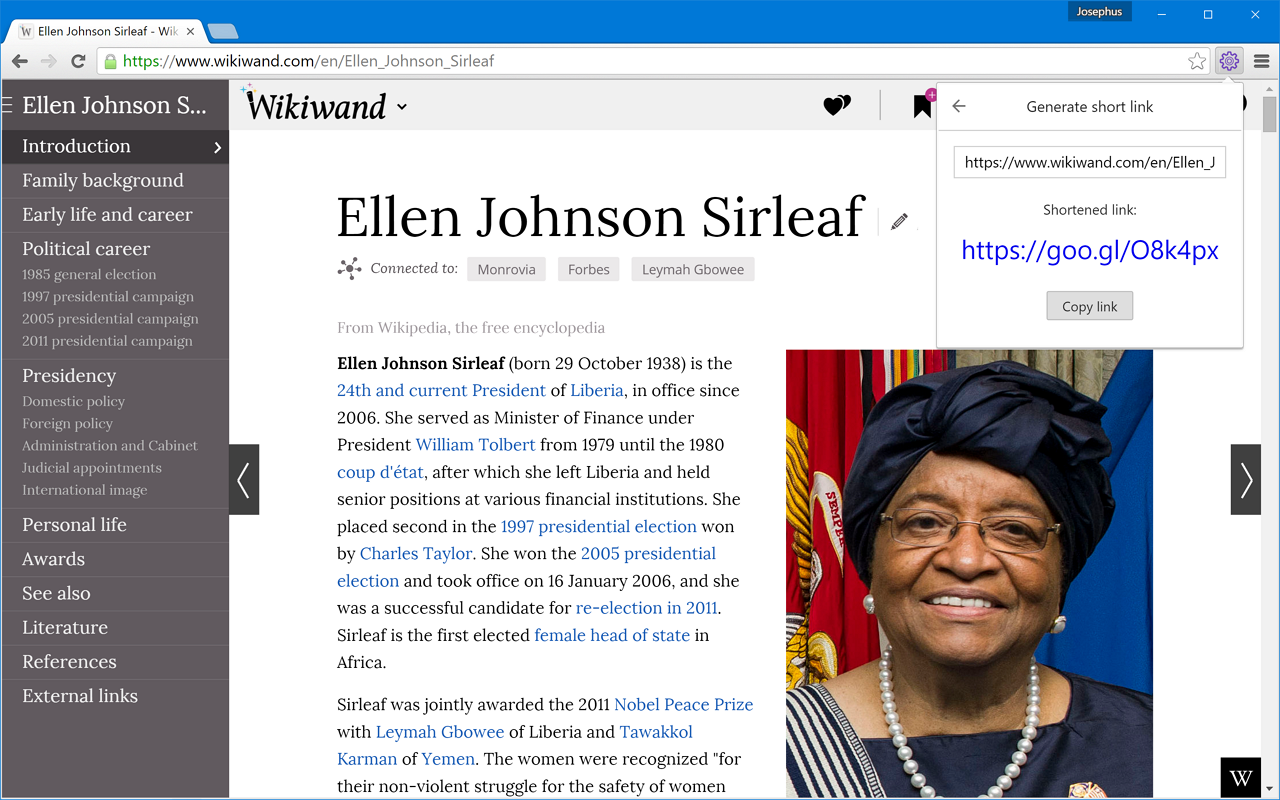 Josephus
Ellen Johnson Sirleaf - Wik
https://www.wikiwand.com/en/Ellen_Johnson_Sirleaf
Ellen Johnson S...
Introduction
Family background
Early life and career
Political career
1985 general election
1997 presidential campaign
2005 presidential campaign
2011 presidential campaign
Presidency
Domestic policy
Foreign policy
Administration and Cabinet
Judicial appointments
International image
Personal life
Awards
See also
Literature
References
External links
Wikiwand
Generate short link
https://www.wikiwand.com/en/Ellen_J
Shortened link:
https://goo.gl/O8k4px
Copy link
Ellen Johnson Sirleaf
Connected to: Monrovia Forbes Leymah Gbowee
From Wikipedia, the free encyclopedia
Ellen Johnson Sirleaf (born 29 October 1938) is the
24th and current President of Liberia, in office since
2006. She served as Minister of Finance under
President William Tolbert from 1979 until the 1980
coup d'état, after which she left Liberia and held
senior positions at various financial institutions. She
placed second in the 1997 presidential election won
by Charles Taylor. She won the 2005 presidential
election and took office on 16 January 2006, and she
was a successful candidate for re-election in 2011.
Sirleaf is the first elected female head of state in
Africa.
Sirleaf was jointly awarded the 2011 Nobel Peace Prize
with Leymah Gbowee of Liberia and Tawakkol
Karman of Yemen. The women were recognized "for
their non-violent struggle for the safety of women
SEMPE
W